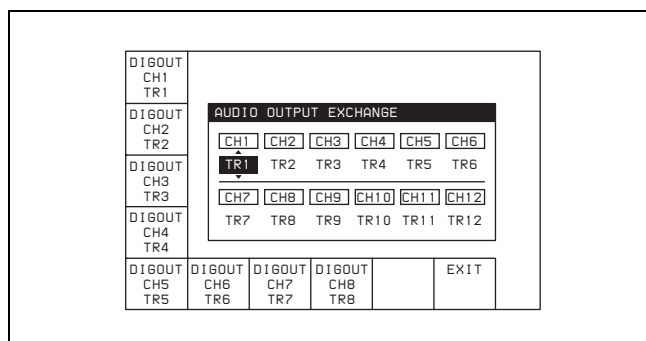 DIGOUT
CH1
TR1
DIGOUT
CH2
TR2
DIGOUT
CH3
TR3
DIGOUT
CH4
TR4
AUDIO OUTPUT EXCHANGE
CH1 CH2 CH3 CH4 CH5 CH6
TR1 TR2 TR3 TR4 TR5 TR6
CH7 CH8 CH9 CH10 CH11 CH12
TR7 TR8 TR9 TR10 TR11 TR12
DIGOUT DIGOUT DIGOUT DIGOUT EXIT
CH5 CH6 CH7 CH8
TR5 TR6 TR7 TR8